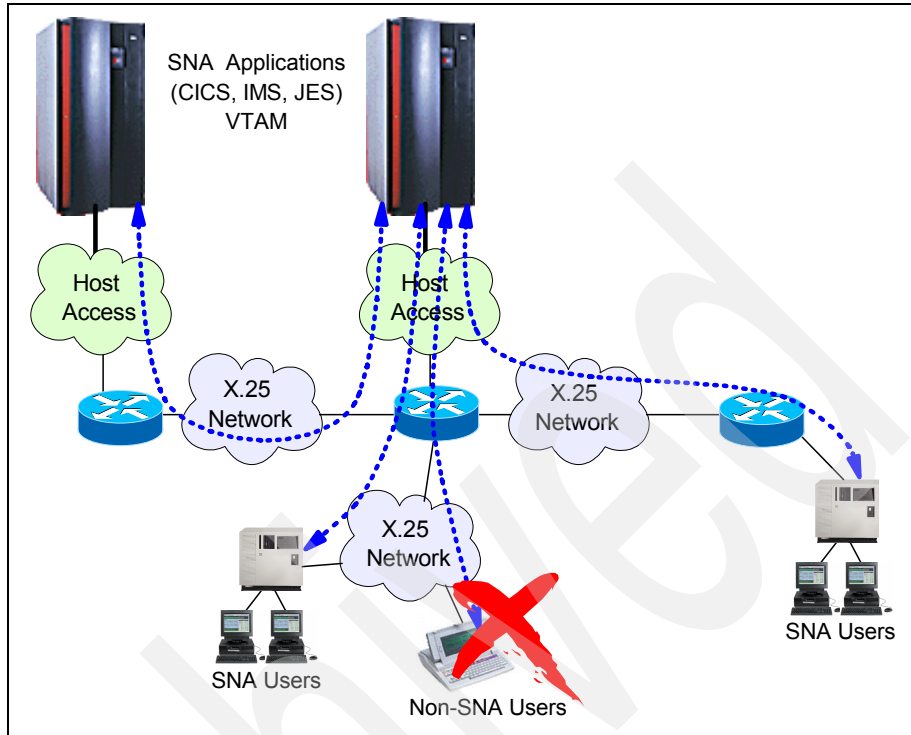 SNA Applications
(CICS, IMS, JES)
VTAM
Host
Access
Host
Access
X.25
Network
X.25
Network
X.25
Network
SNA Users
SNA Users
Non-SNA Users